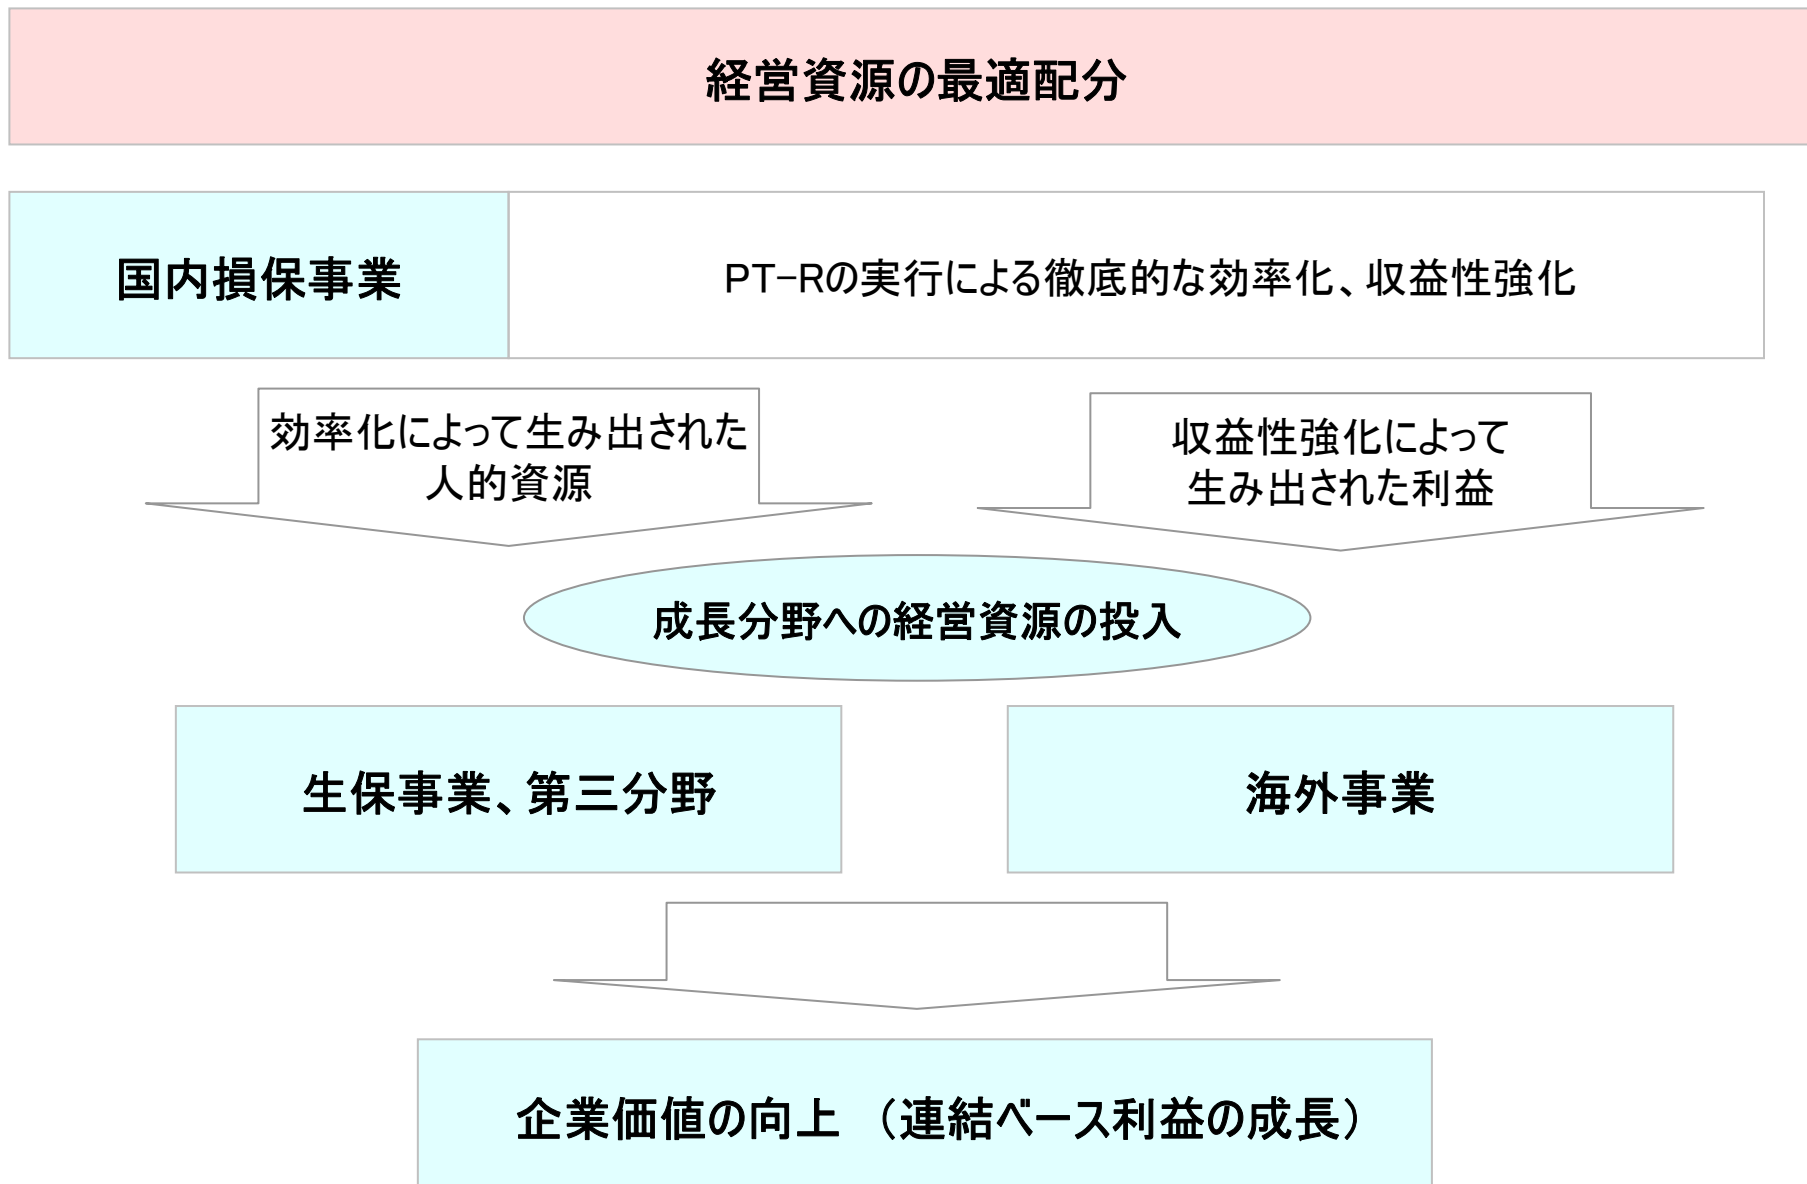 経営資源の最適配分
国内損保事業
PT−Rの実行による徹底的な効率化、収益性強化
効率化によって生み出された
人的資源
収益性強化によって
生み出された利益
成長分野への経営資源の投入
生保事業、第三分野
海外事業
企業価値の向上　（連結ベース利益の成長）